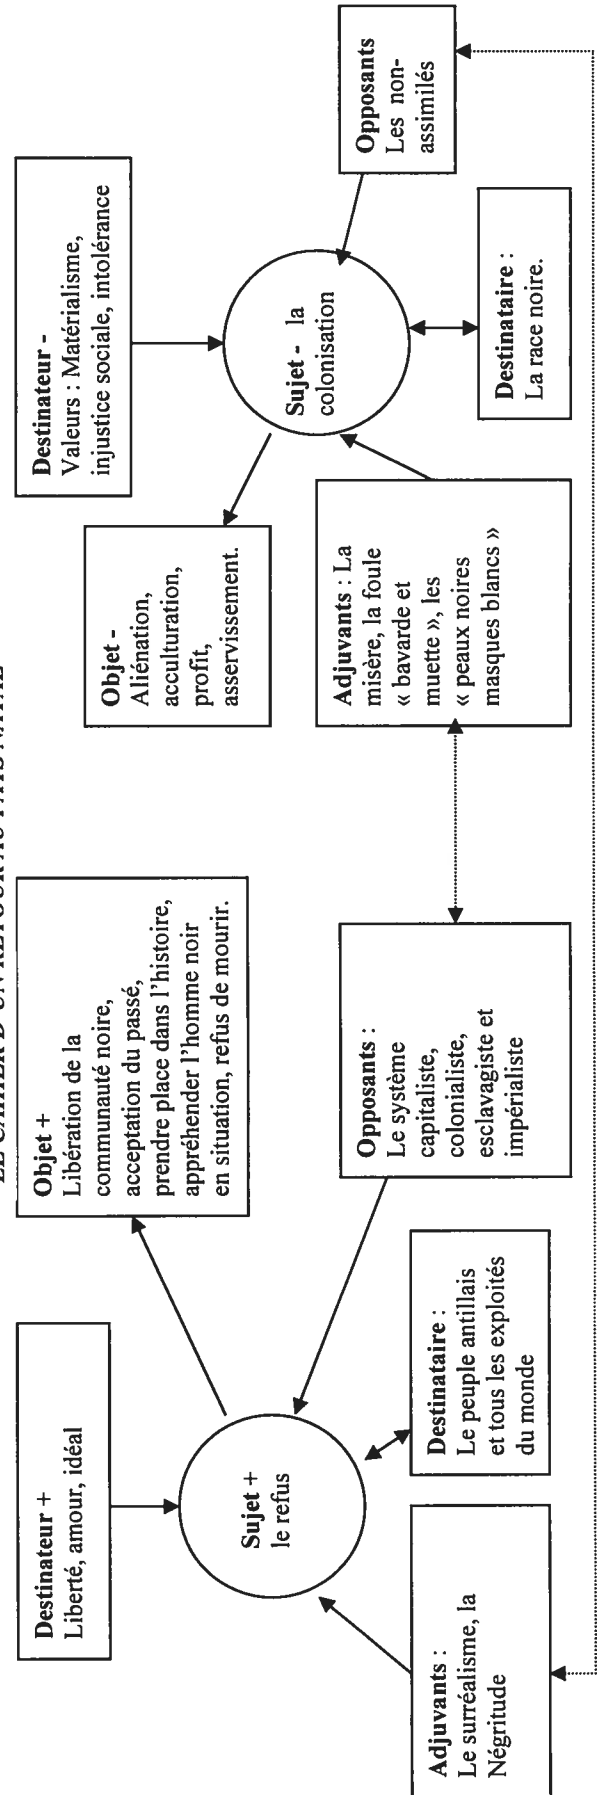 LE CAHIER D'UN RETOUR AU PAYS NATAL
Destinateur +
Liberté, amour, idéal
Objet +
Libération de la
communauté noire,
acceptation du passé,
prendre place dans l'histoire,
appréhender l'homme noir
en situation, refus de mourir.
Sujet +
le refus
Adjuvants :
Le surréalisme, la
Négritude
Destinataire :
Le peuple antillais
et tous les exploités
du monde
Opposants :
Le système
capitaliste,
colonialiste,
esclavagiste et
impérialiste
Destinateur -
Valeurs : Matérialisme,
injustice sociale, intolérance
Objet -
Aliénation,
acculturation,
profit,
asservissement.
Sujet - la
colonisation
Adjuvants : La
misère, la foule
« bavarde et
muette », les
« peaux noires
masques blancs »
Destinataire :
La race noire.
Opposants
Les non-
assimilés